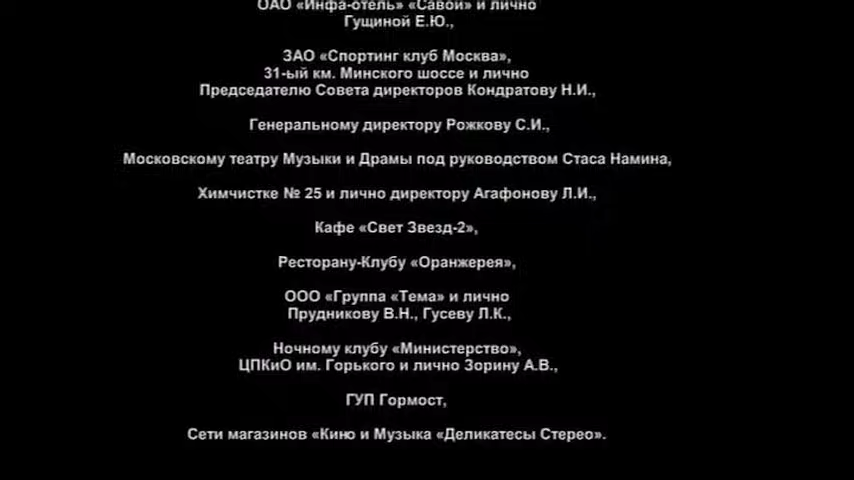 ОАО «Инфа-отель» «Савой» и лично
Гущиной Е.Ю.,
ЗАО «Спортинг клуб Москва»,
31-ый км. Минского шоссе и лично
Председателю Совета директоров Кондратову Н.И.,
Генеральному директору Рожкову С.И.,
Московскому театру Музыки и Драмы под руководством Стаса Намина,
Химчистке № 25 и лично директору Агафонову Л.И.,
Кафе «Свет Звезд-2»,
Ресторану-Клубу «Оранжерея»,
ООО «Группа «Тема» и лично
Прудникову В.Н., Гусеву Л.К.,
Ночному клубу «Министерство»,
ЦПКиО им. Горького и лично Зорину А.В.,
ГУП Гормост,
Сети магазинов «Кино и Музыка «Деликатесы Стерео».